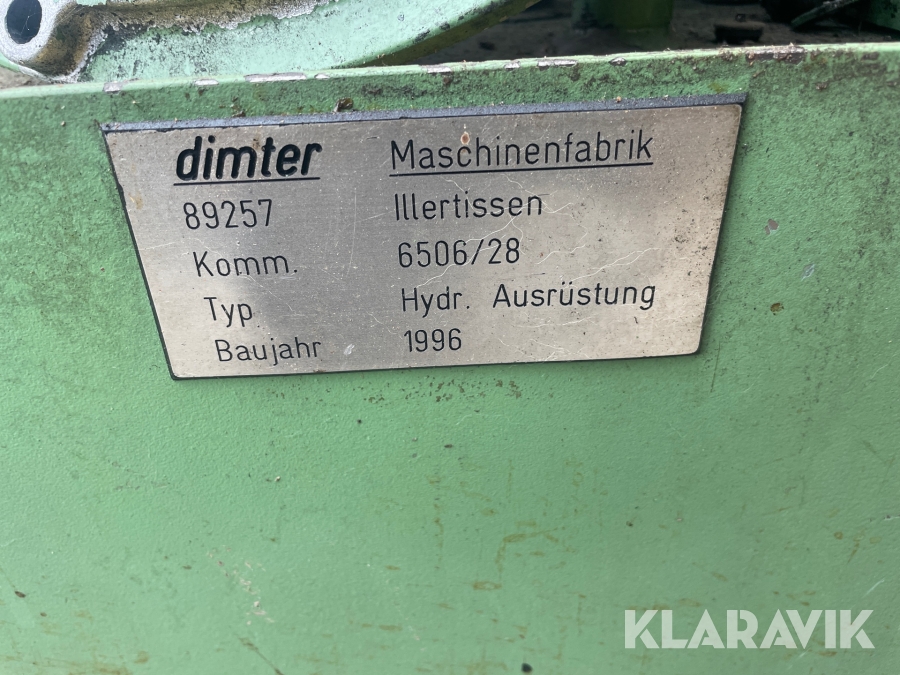 dimter Maschinenfabrik
89257 Illertissen
Komm. 6506/28
Typ Hydr. Ausrüstung
Baujahr 1996
KLARAVIK